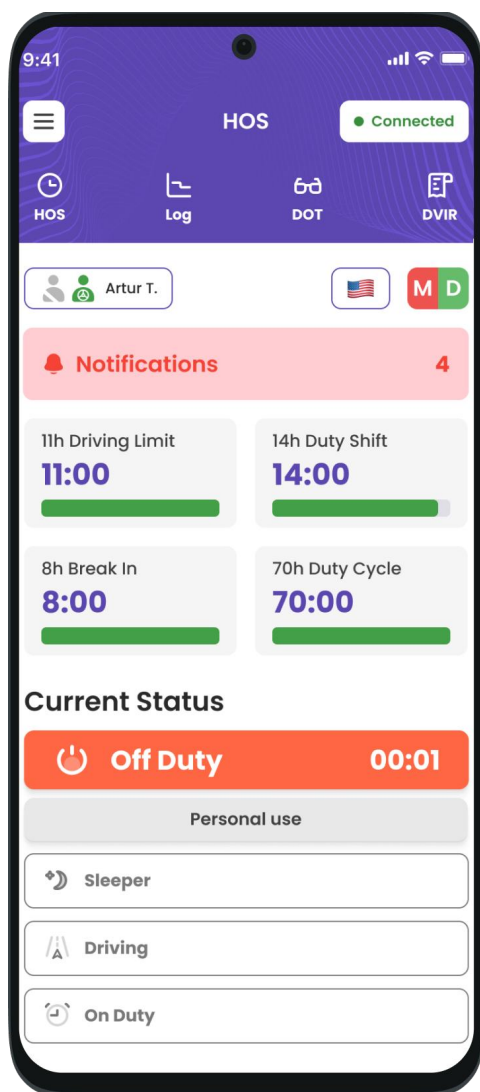 9:41
HOS
Connected
HOS Log DOT DVIR
Artur T.
M D
Notifications 4
11h Driving Limit
11:00
14h Duty Shift
14:00
8h Break In
8:00
70h Duty Cycle
70:00
Current Status
Off Duty 00:01
Personal use
Sleeper
Driving
On Duty